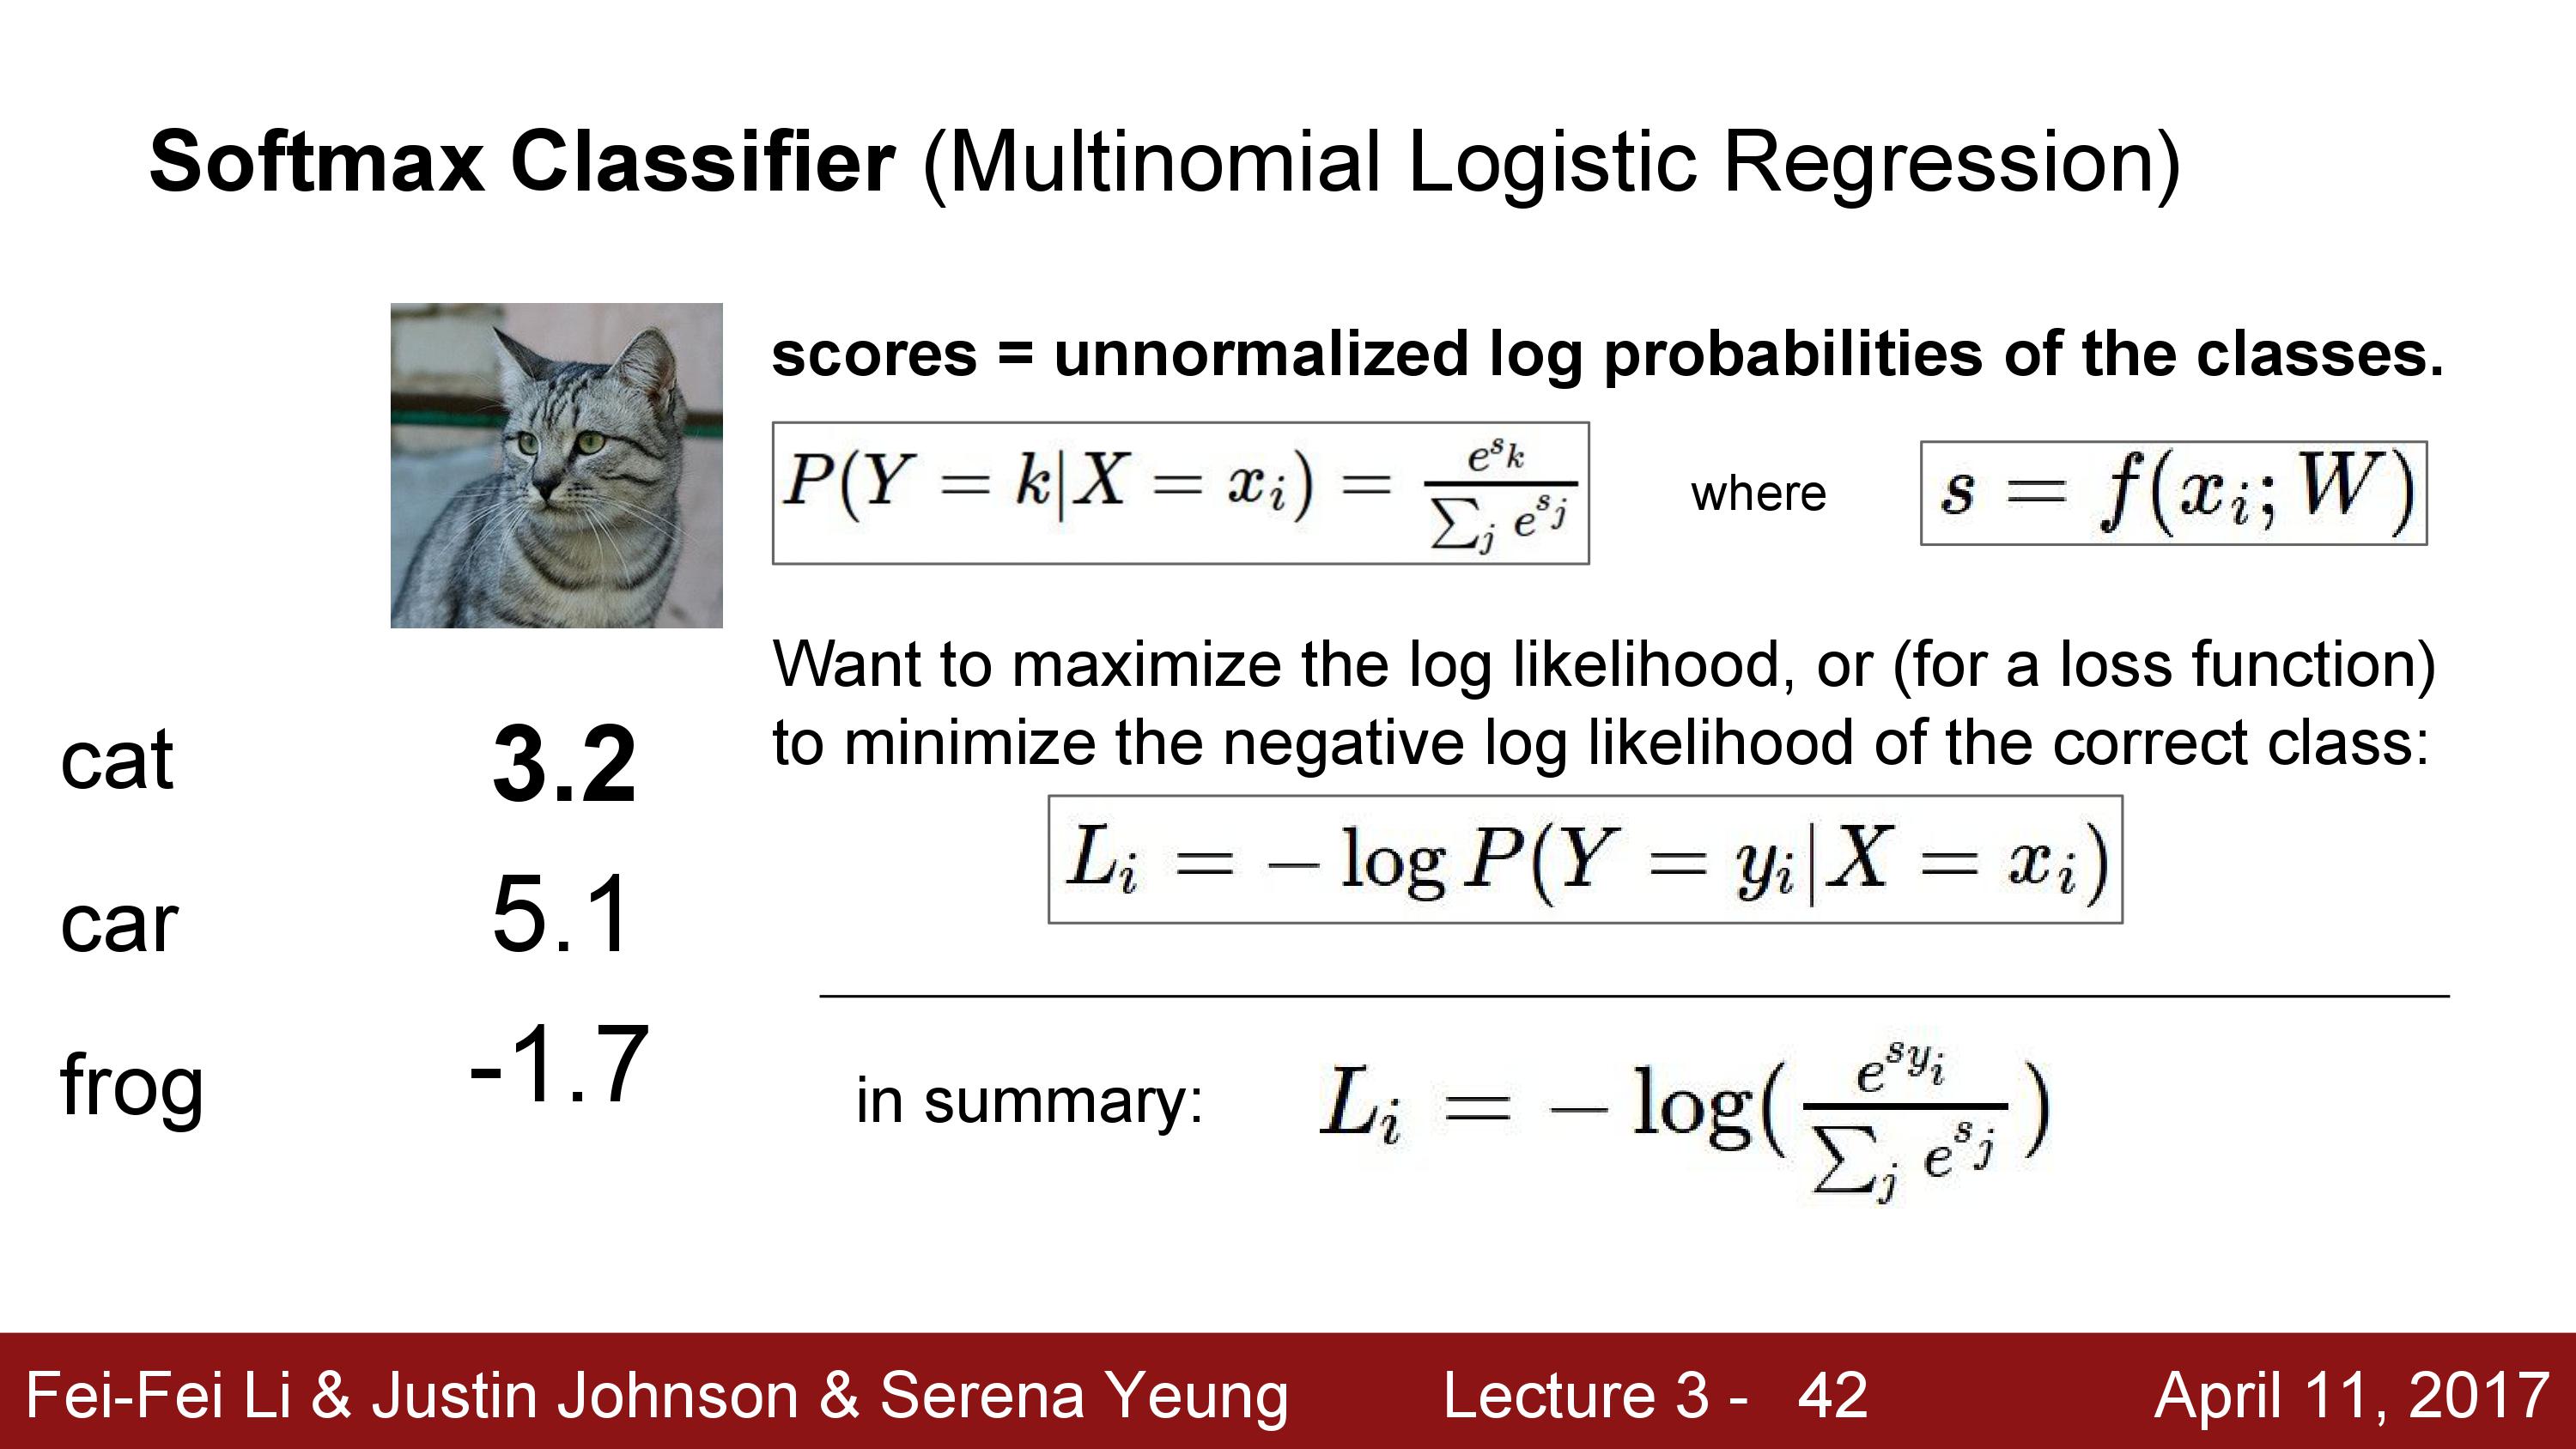 Softmax Classifier (Multinomial Logistic Regression)
scores = unnormalized log probabilities of the classes.
P(Y = k|X = x_i) = \frac{e^{s_k}}{\sum_j e^{s_j}} where s = f(x_i; W)
Want to maximize the log likelihood, or (for a loss function)
to minimize the negative log likelihood of the correct class:
L_i = − log P(Y = y_i|X = x_i)
cat 3.2
car 5.1
frog -1.7
in summary: L_i = − log(\frac{e^{s_{y_i}}}{\sum_j e^{s_j}})
Fei-Fei Li & Justin Johnson & Serena Yeung Lecture 3 - 42 April 11, 2017